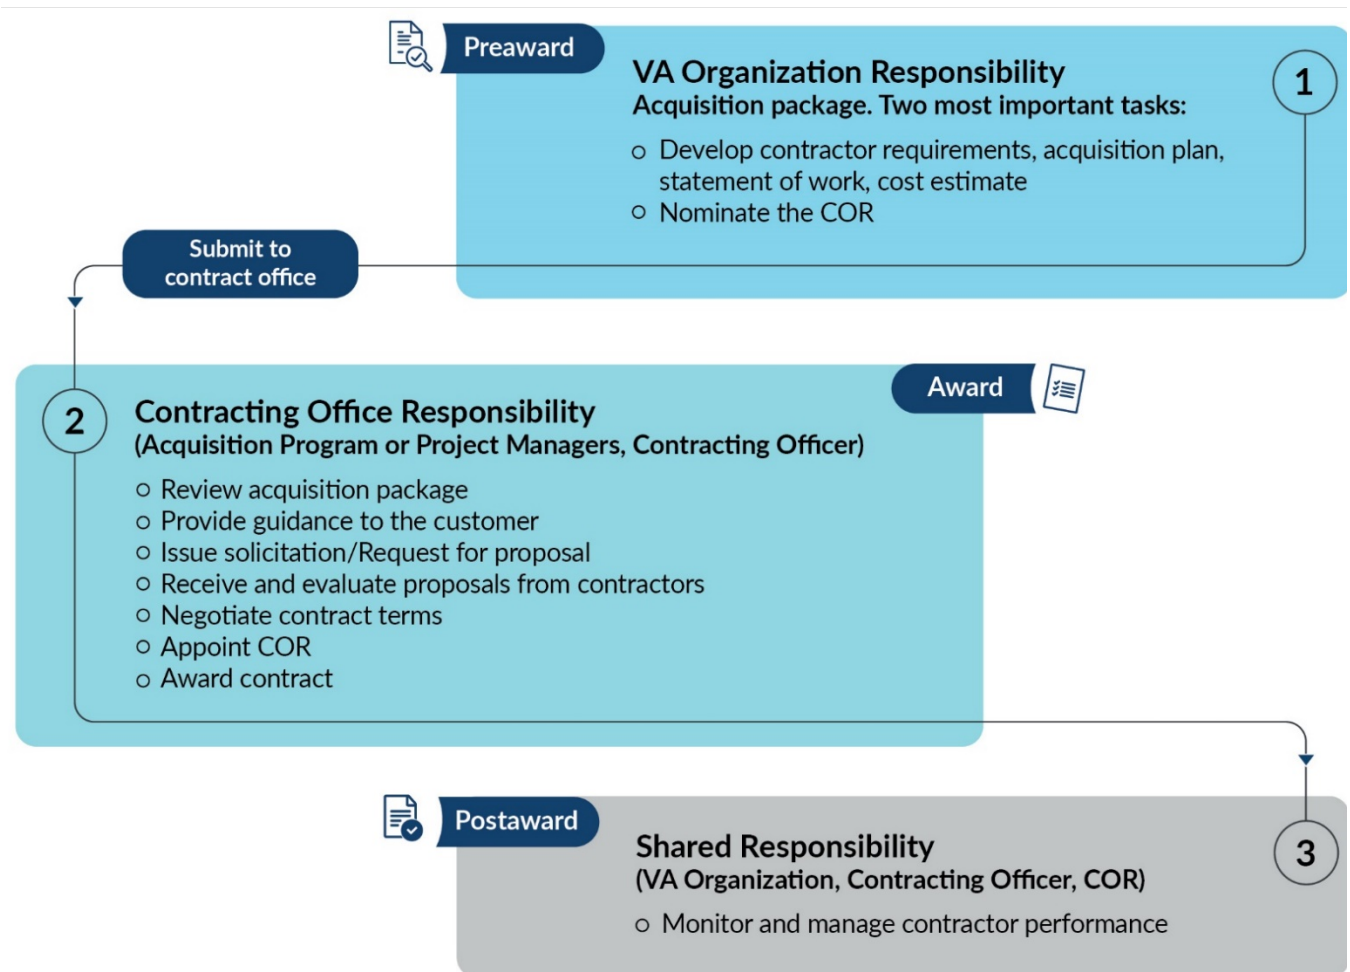 Preaward
VA Organization Responsibility
1
Acquisition package. Two most important tasks:
Develop contractor requirements, acquisition plan,
statement of work, cost estimate
Nominate the COR
Submit to
contract office
Award
2
Contracting Office Responsibility
(Acquisition Program or Project Managers, Contracting Officer)
Review acquisition package
Provide guidance to the customer
Issue solicitation/Request for proposal
Receive and evaluate proposals from contractors
Negotiate contract terms
Appoint COR
Award contract
Postaward
Shared Responsibility
3
(VA Organization, Contracting Officer, COR)
Monitor and manage contractor performance